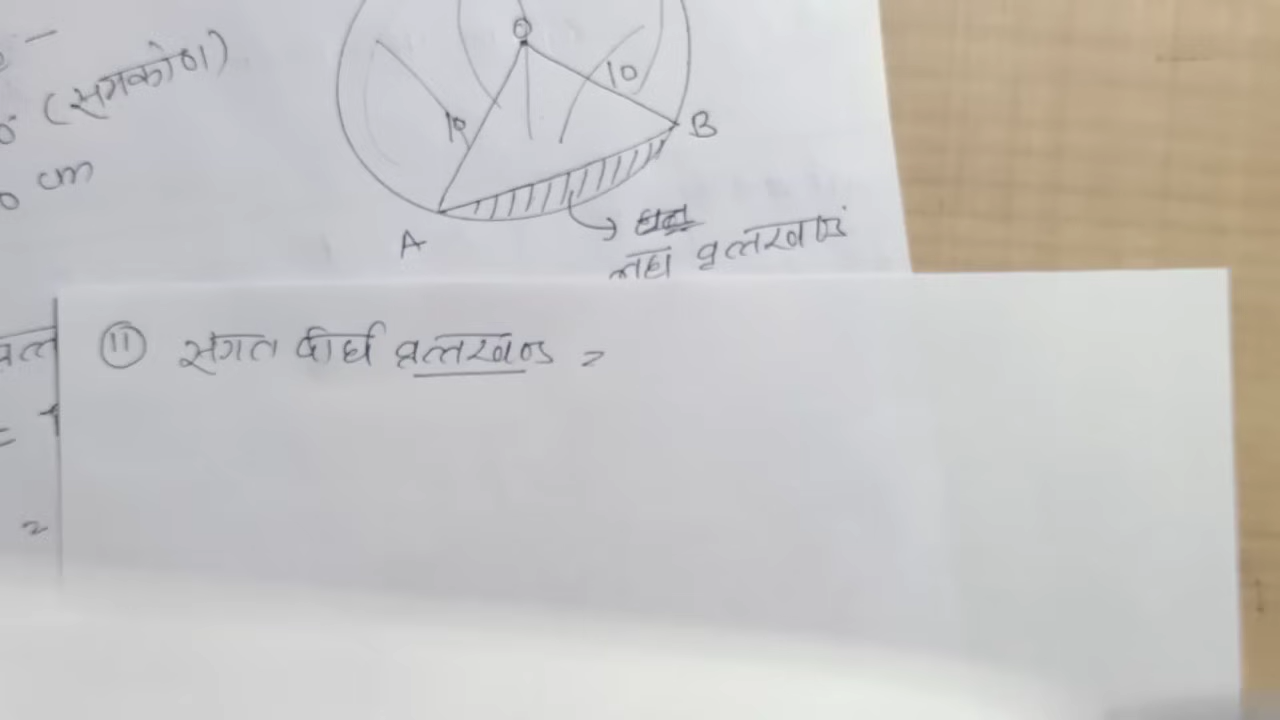 (समकोण)
cm
O
10
10
B
A
लघु वृत्तखण्ड
(11) संगत दीर्घ वृत्तखण्ड =
=
=